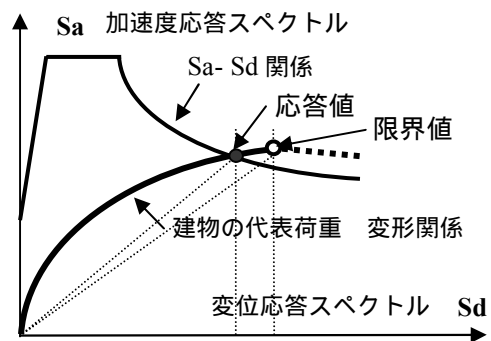 Sa 加速度応答スペクトル
Sa- Sd 関係
応答値
限界値
建物の代表荷重 変形関係
変位応答スペクトル Sd